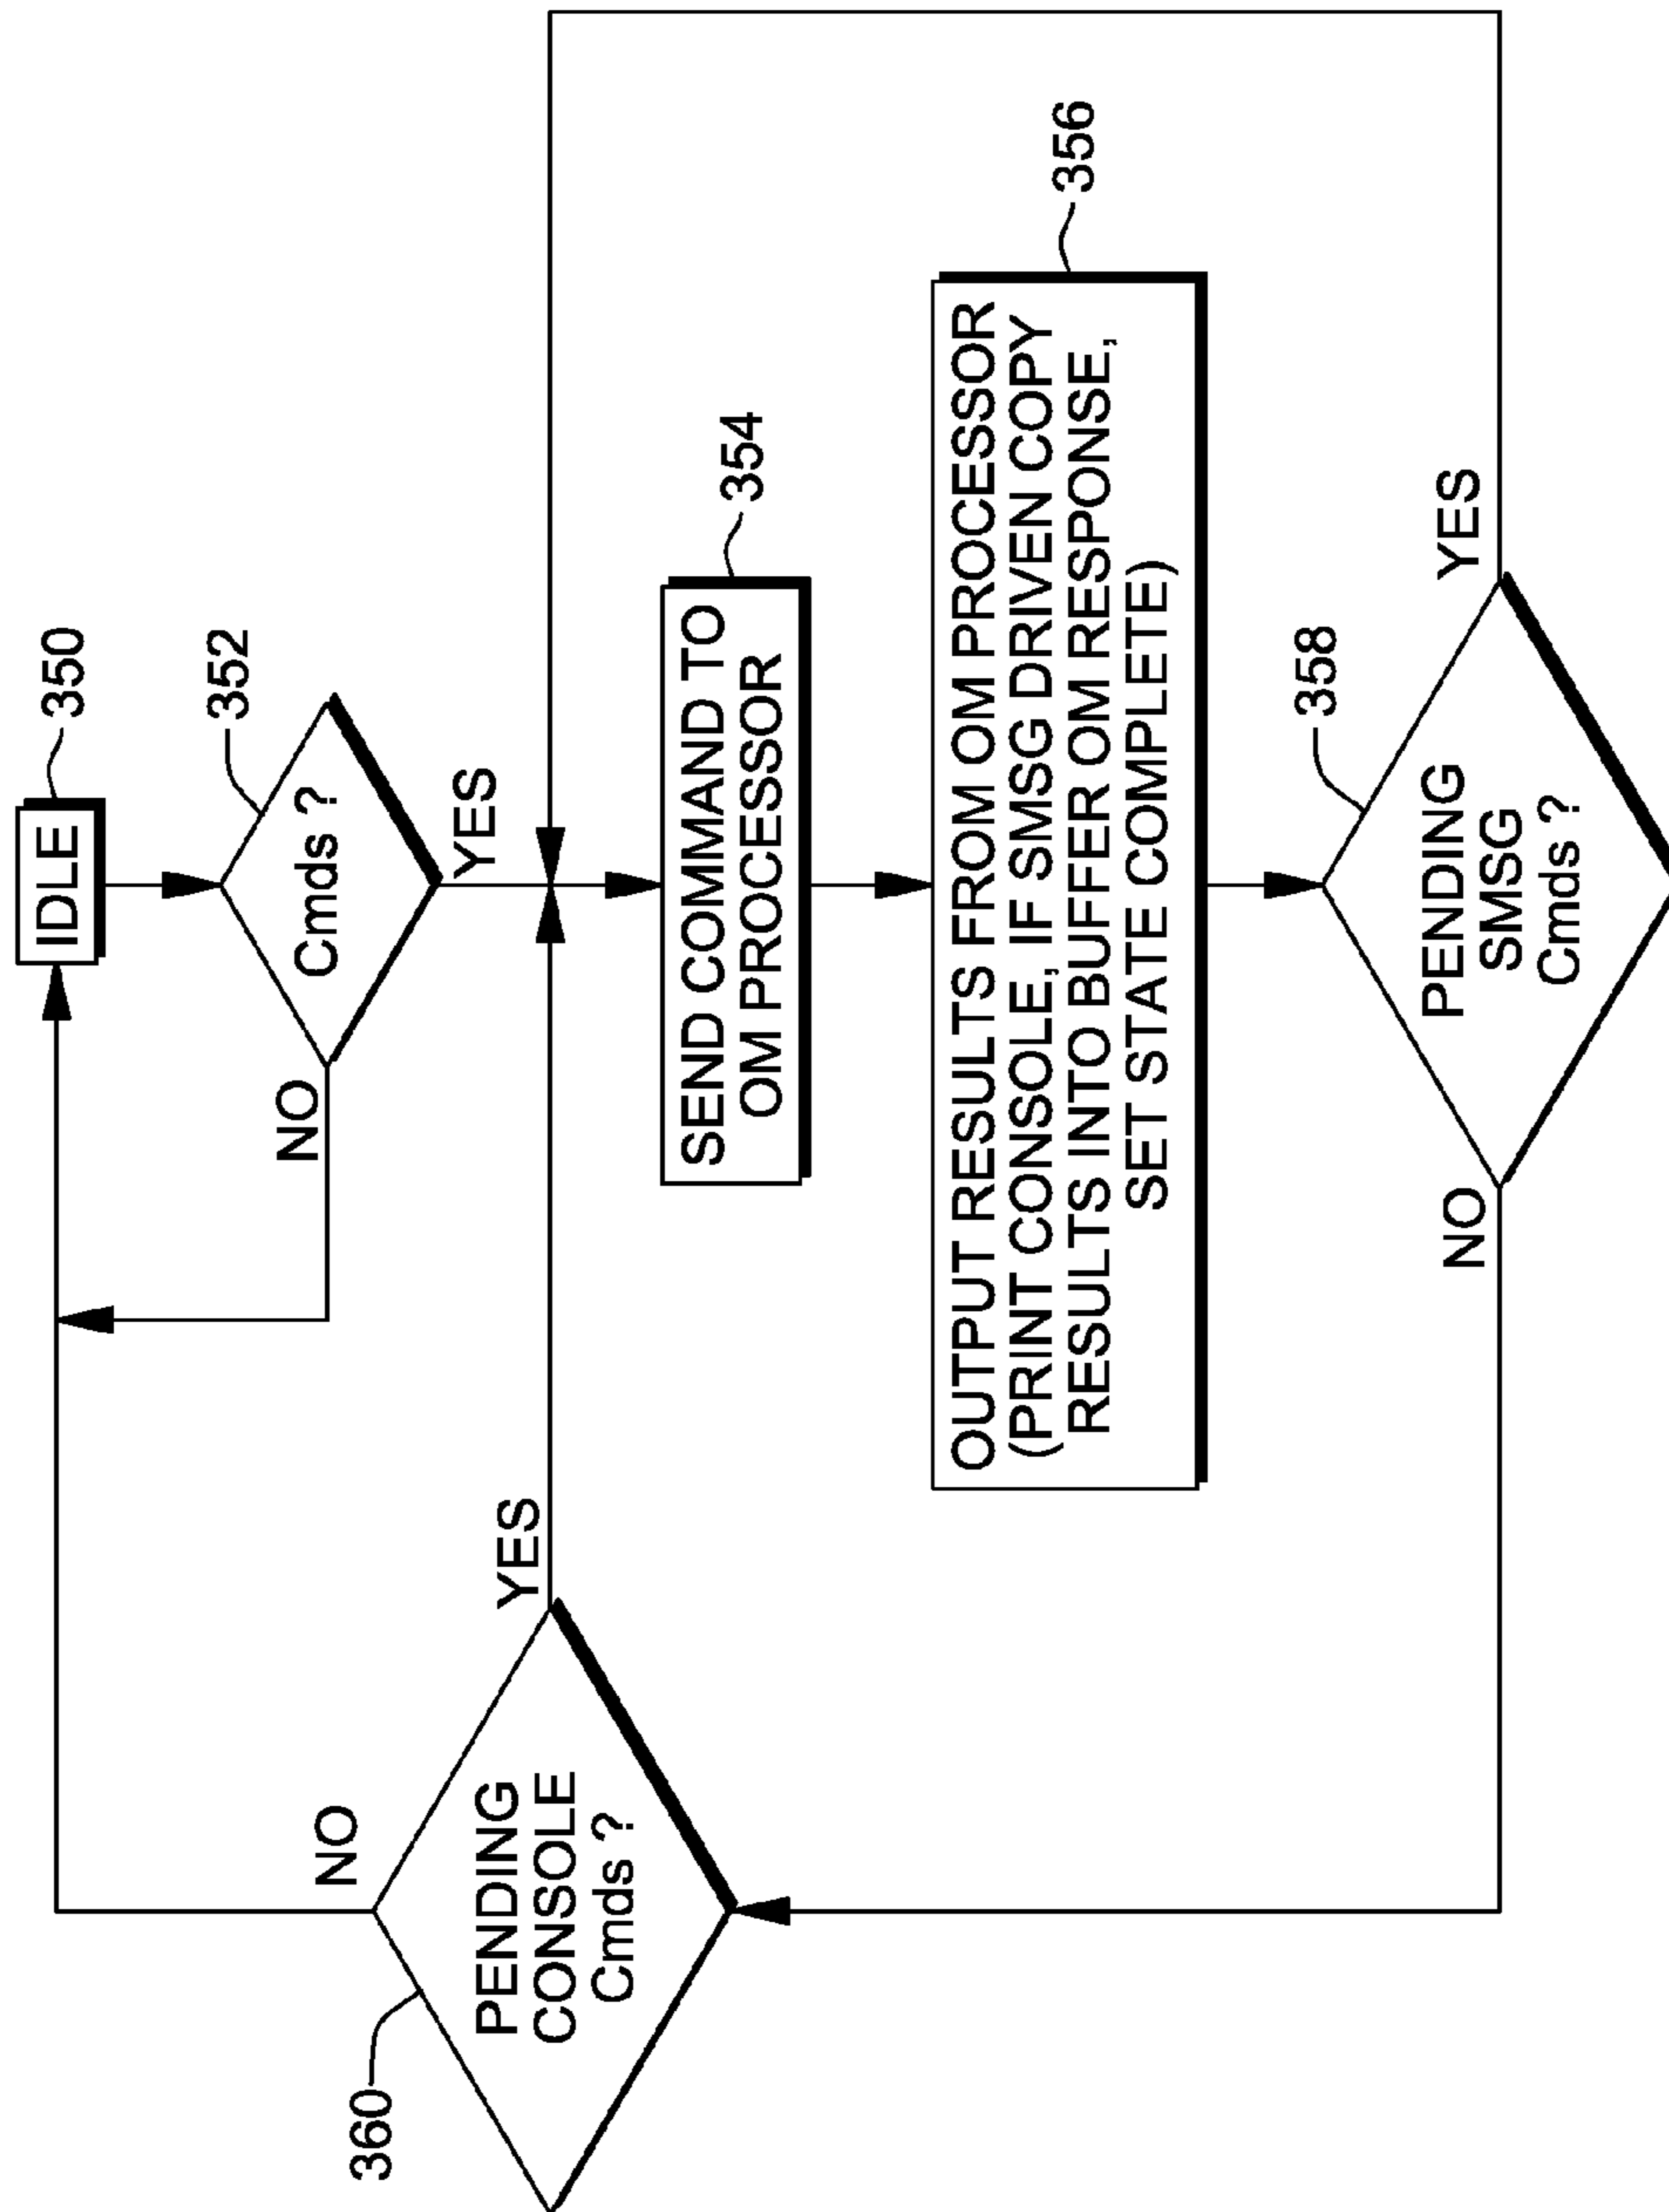 IDLE
350
Cmds ?
352
NO
YES
SEND COMMAND TO
OM PROCESSOR
354
OUTPUT RESULTS FROM OM PROCESSOR
(PRINT CONSOLE, IF SMSG DRIVEN COPY
RESULTS INTO BUFFER OM RESPONSE,
SET STATE COMPLETE)
356
PENDING
SMSG
Cmds ?
358
YES
NO
PENDING
CONSOLE
Cmds ?
360
NO
YES